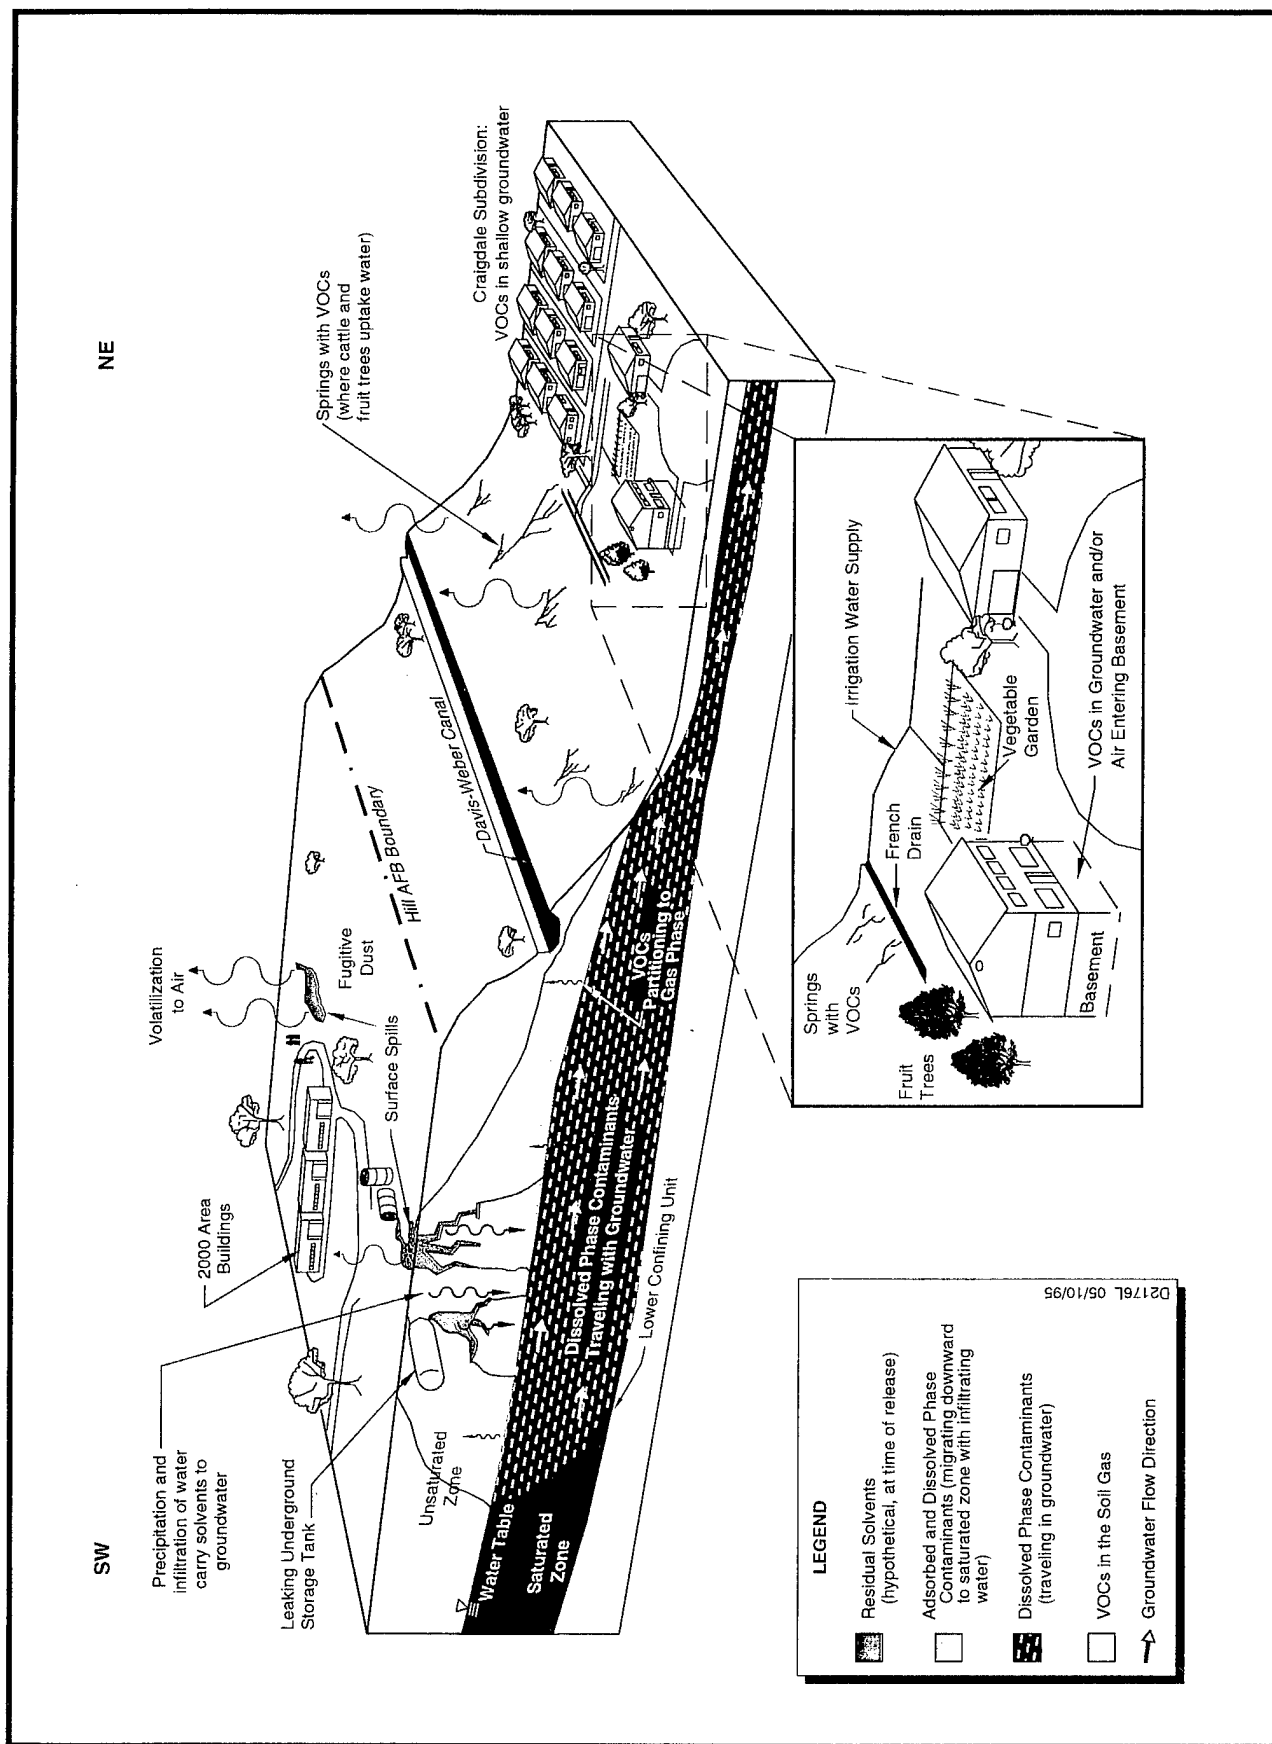 SW
NE
Precipitation and
infiltration of water
carry solvents to
groundwater
2000 Area
Buildings
Volatilization
to Air
Springs with VOCs
(where cattle and
fruit trees uptake water)
Craigdale Subdivision:
VOCs in shallow groundwater
Leaking Underground
Storage Tank
Surface Spills
Fugitive
Dust
Hill AFB Boundary
Davis-Weber Canal
Unsaturated
Zone
Water Table
Saturated
Zone
Dissolved Phase Contaminants
Travelling with Groundwater
VOCs
Partitioning to
Gas Phase
Lower Confining Unit
Springs
with
VOCs
Fruit
Trees
French
Drain
Irrigation Water Supply
Vegetable
Garden
Basement
VOCs in Groundwater and/or
Air Entering Basement
LEGEND
Residual Solvents
(hypothetical, at time of release)
Adsorbed and Dissolved Phase
Contaminants (migrating downward
to saturated zone with infiltrating
water)
Dissolved Phase Contaminants
(traveling in groundwater)
VOCs in the Soil Gas
Groundwater Flow Direction
D2176L 05/10/95